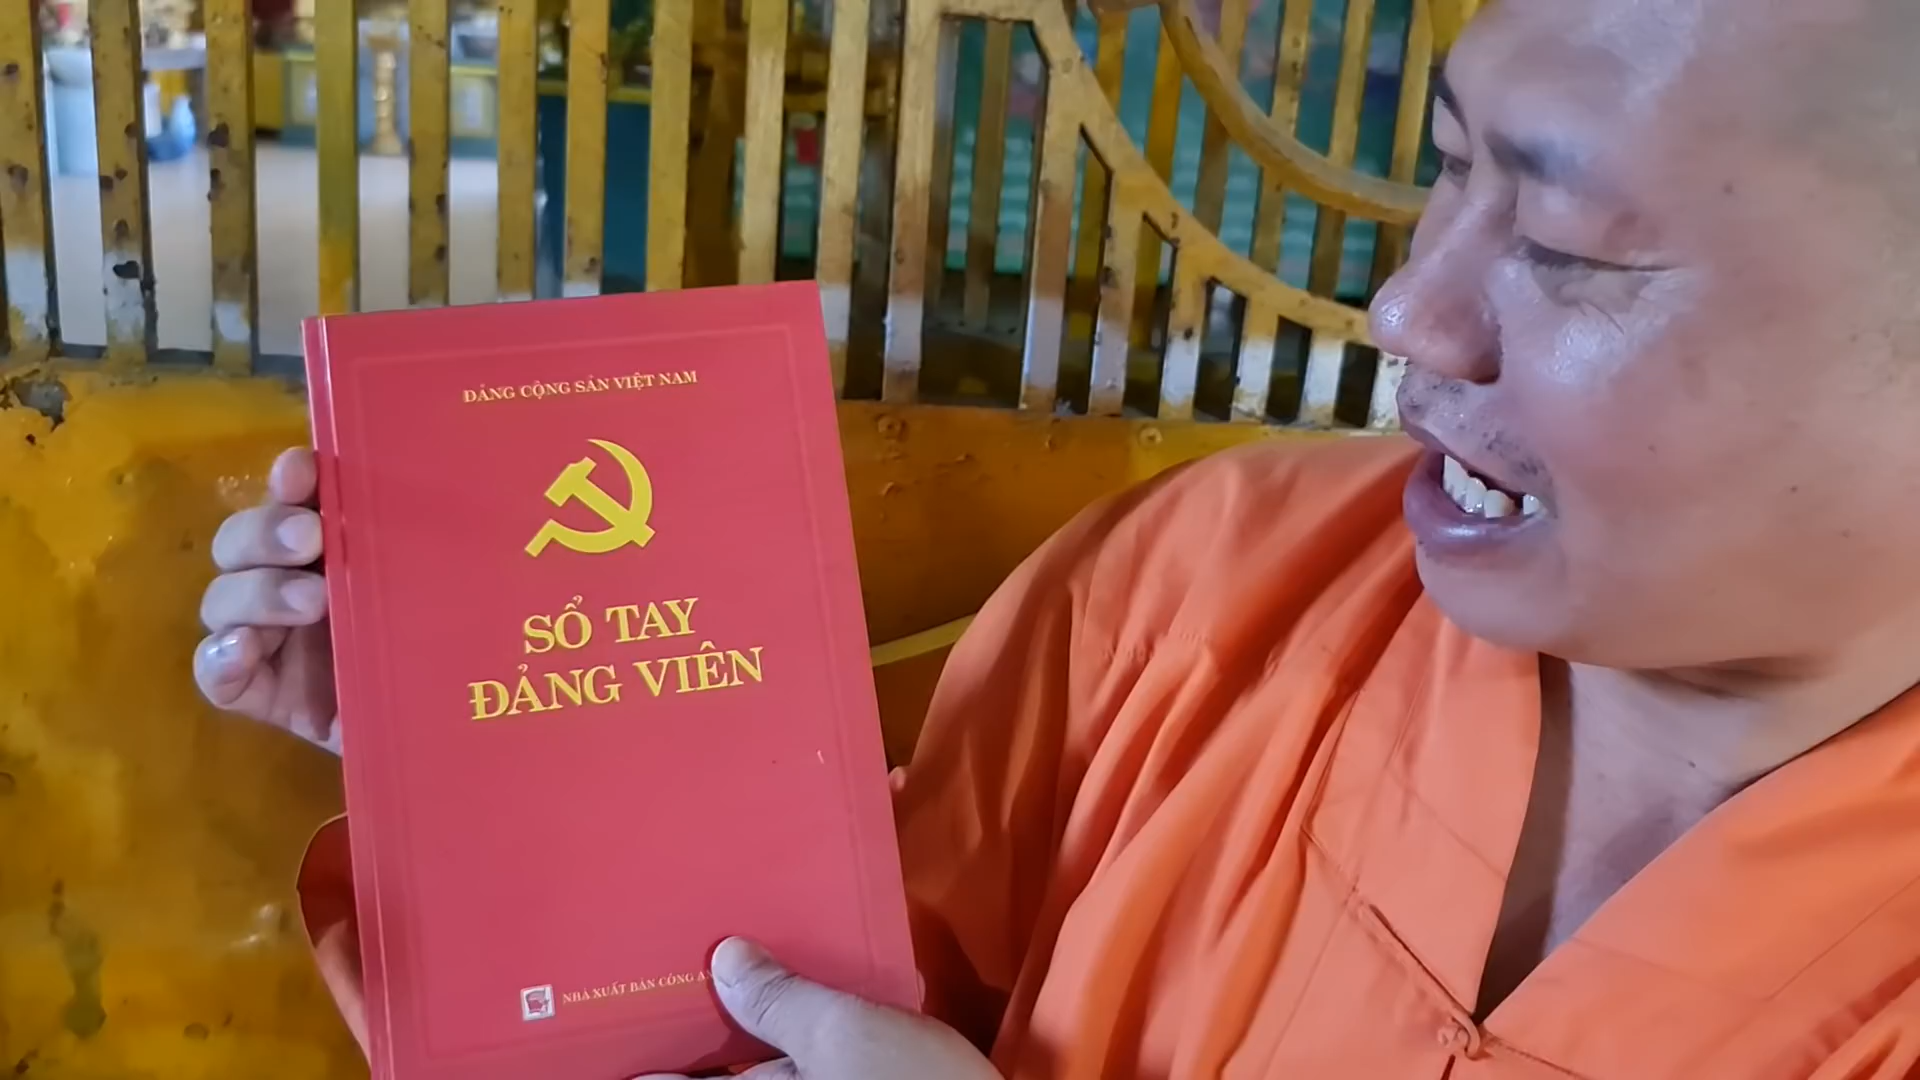 ĐẢNG CỘNG SẢN VIỆT NAM
SỔ TAY
ĐẢNG VIÊN
NHÀ XUẤT BẢN CÔNG AN